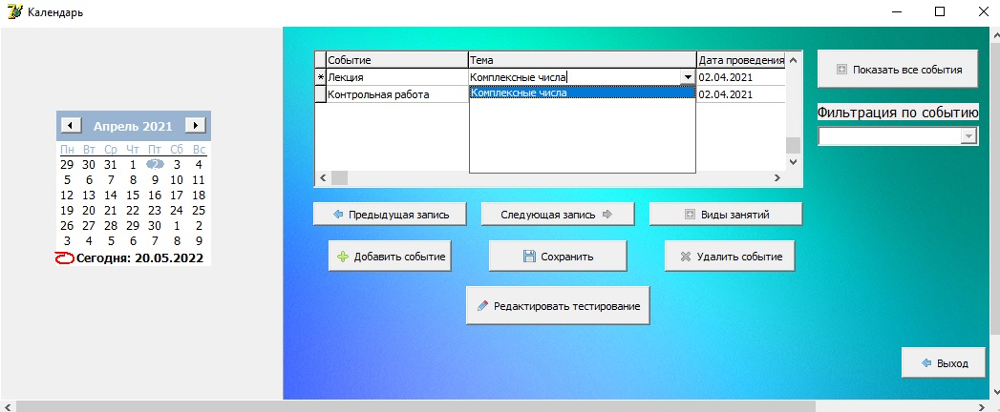 Календарь
Событие Тема Дата проведения
* Лекция Комплексные числа 02.04.2021
Контрольная работа Комплексные числа 02.04.2021
Показать все события
Фильтрация по событию
Апрель 2021
Пн Вт Ср Чт Пт Сб Вс
29 30 31 1 2 3 4
5 6 7 8 9 10 11
12 13 14 15 16 17 18
19 20 21 22 23 24 25
26 27 28 29 30 1 2
3 4 5 6 7 8 9
Сегодня: 20.05.2022
Предыдущая запись Следующая запись Виды занятий
Добавить событие Сохранить Удалить событие
Редактировать тестирование
Выход